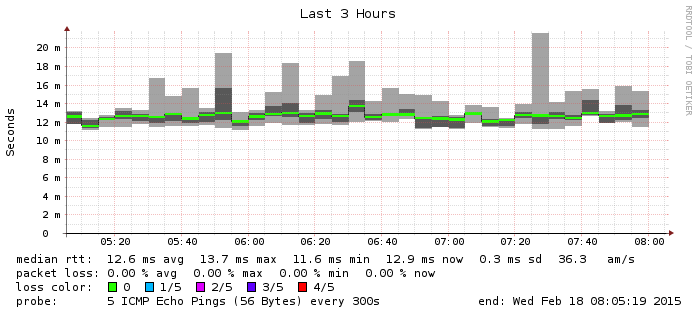 Last 3 Hours
RRDTOOL / TOBI OETIKER
Seconds
20 m
18 m
16 m
14 m
12 m
10 m
8 m
6 m
4 m
2 m
0
05:20 05:40 06:00 06:20 06:40 07:00 07:20 07:40 08:00
median rtt: 12.6 ms avg 13.7 ms max 11.6 ms min 12.9 ms now 0.3 ms sd 36.3 am/s
packet loss: 0.00 % avg 0.00 % max 0.00 % min 0.00 % now
loss color: 0 1/5 2/5 3/5 4/5
probe: 5 ICMP Echo Pings (56 Bytes) every 300s end: Wed Feb 18 08:05:19 2015